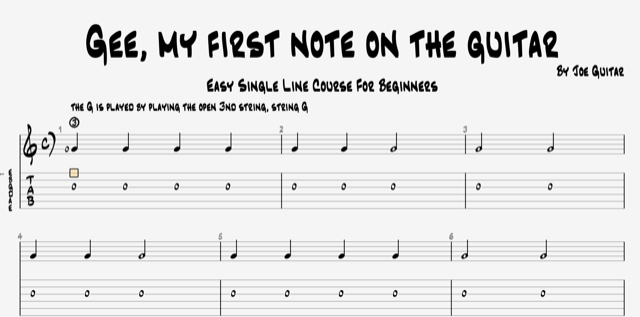 Gee, my first note on the guitar
By Joe Guitar
Easy Single Line Course For Beginners
the G is played by playing the open 3nd string, string G
3
1 2 3
T
A
B
0 0 0 0 0 0 0 0 0
4 5 6
0 0 0 0 0 0 0 0 0